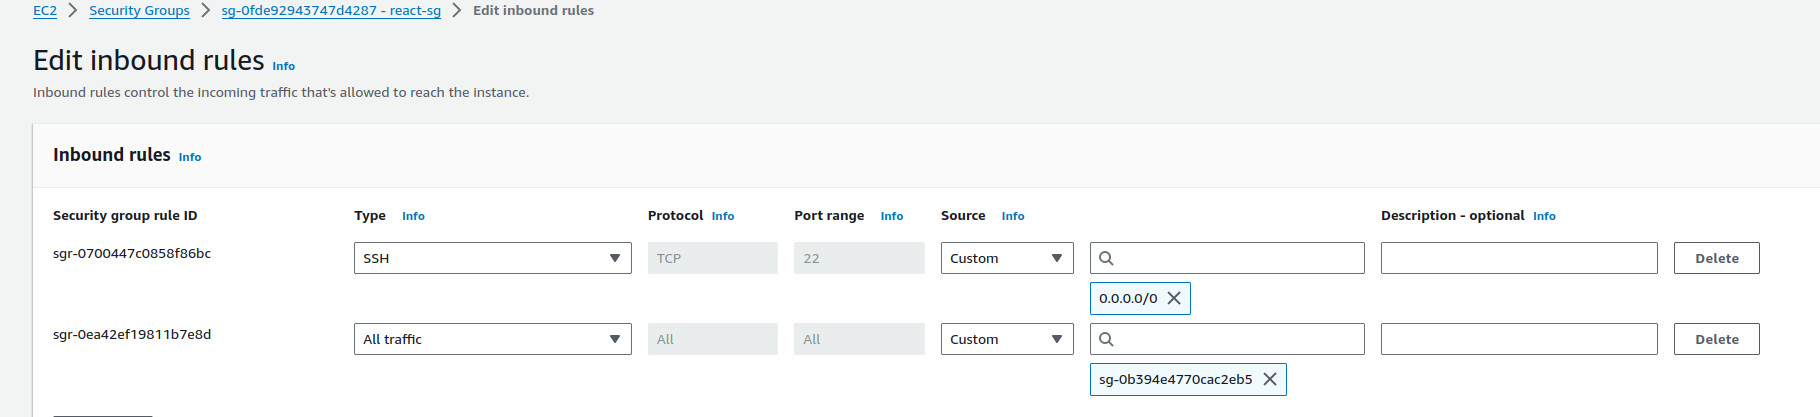 EC2 > Security Groups > sg-0fde92943747d4287 - react-sg > Edit inbound rules
Edit inbound rules Info
Inbound rules control the incoming traffic that's allowed to reach the instance.
Inbound rules Info
Security group rule ID Type Info Protocol Info Port range Info Source Info Description - optional Info
sgr-0700447c0858f86bc SSH TCP 22 Custom Delete
0.0.0.0/0
sgr-0ea42ef19811b7e8d All traffic All All Custom Delete
sg-0b394e4770cac2eb5